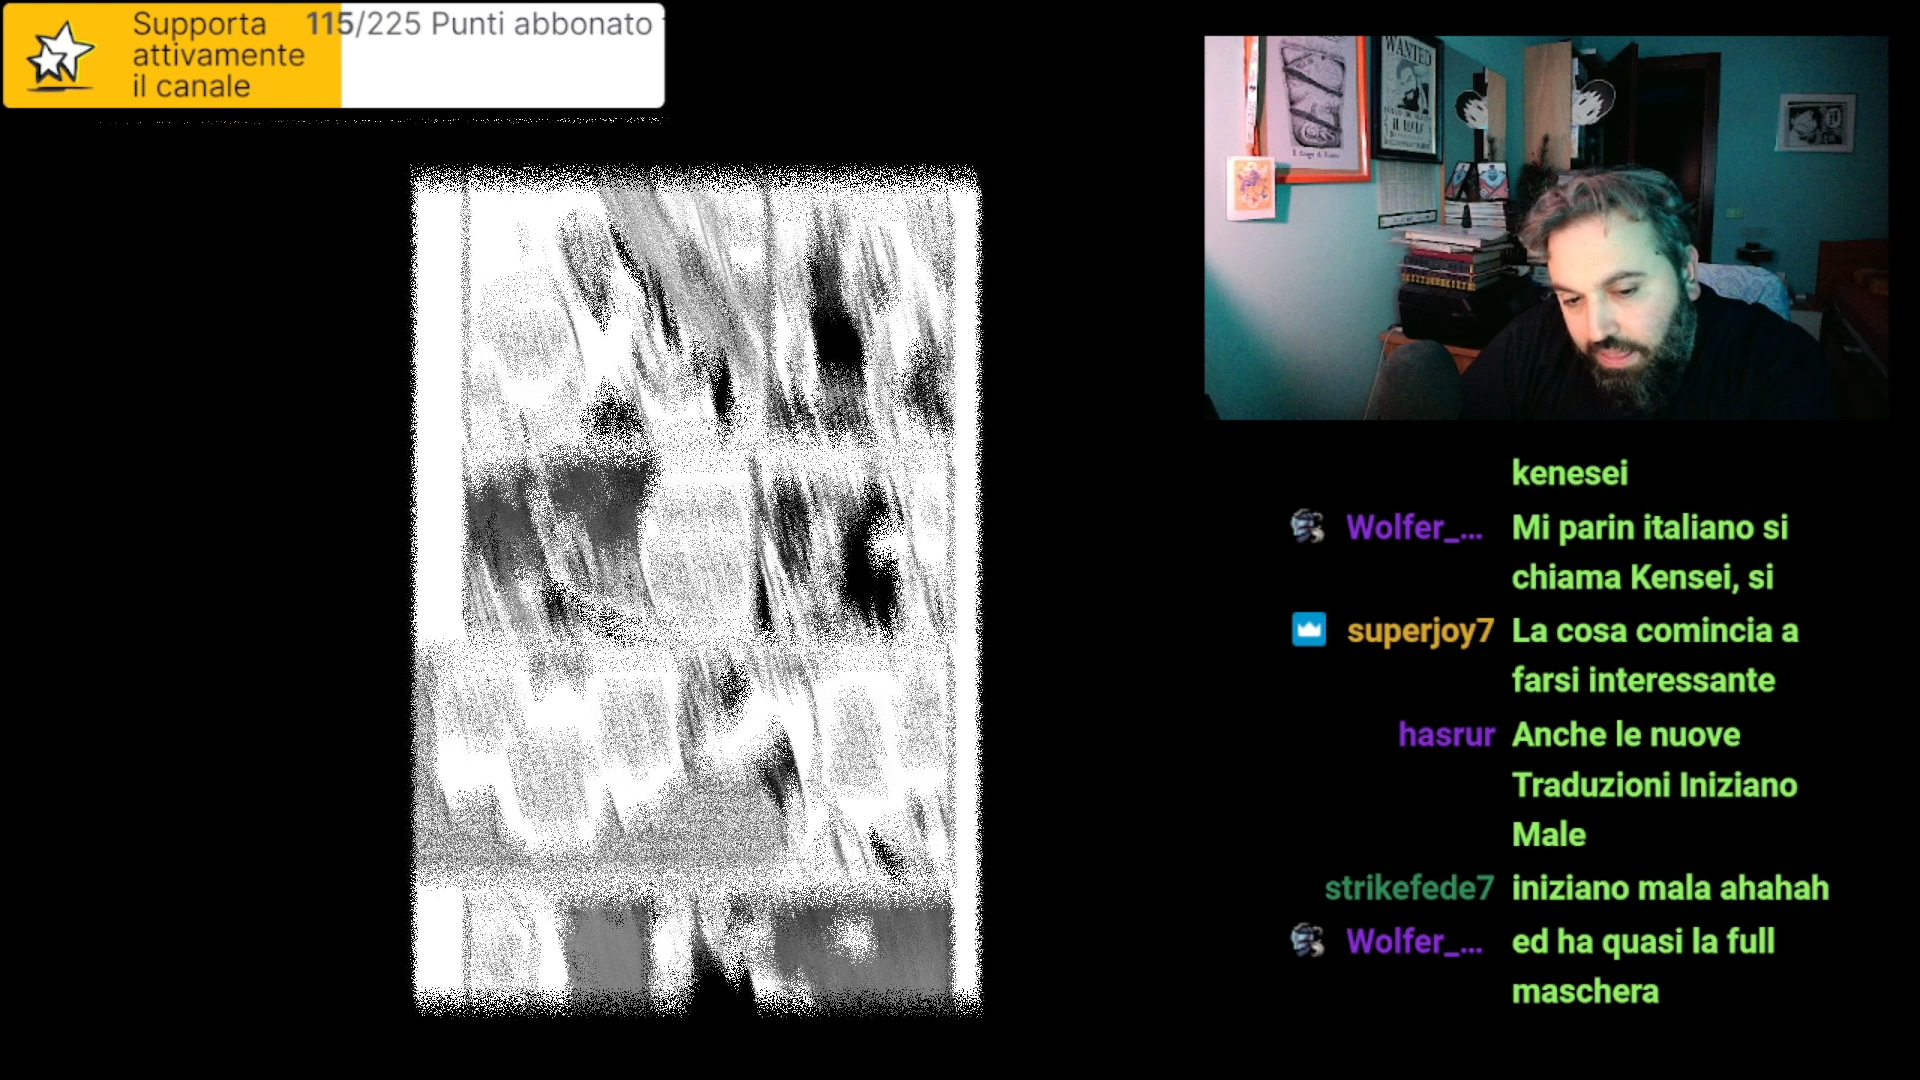 Supporta
attivamente
il canale
115/225 Punti abbonato
WANTED
kenesei
Wolfer_... Mi parin italiano si
chiama Kensei, si
superjoy7 La cosa comincia a
farsi interessante
hasrur Anche le nuove
Traduzioni Iniziano
Male
strikefede7 iniziano mala ahahah
Wolfer_... ed ha quasi la full
maschera